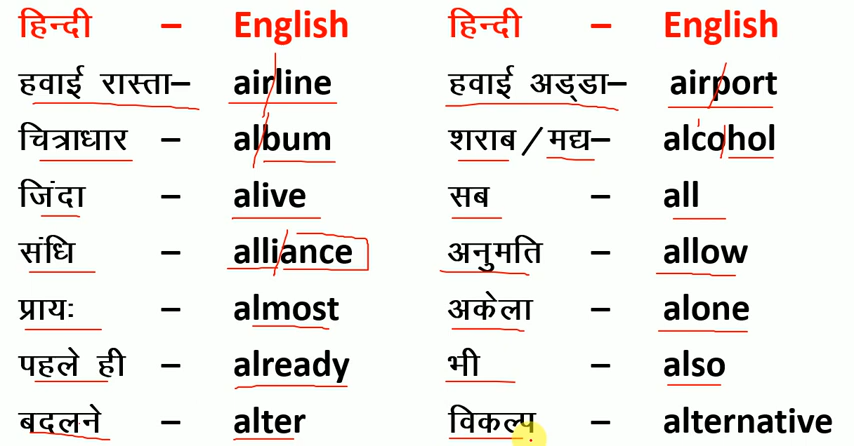 हिन्दी – English हिन्दी – English
हवाई रास्ता– airline हवाई अड्डा– airport
चित्राधार – album शराब / मद्य– alcohol
जिंदा – alive सब – all
संधि – alliance अनुमति – allow
प्रायः – almost अकेला – alone
पहले ही – already भी – also
बदलने – alter विकल्प – alternative